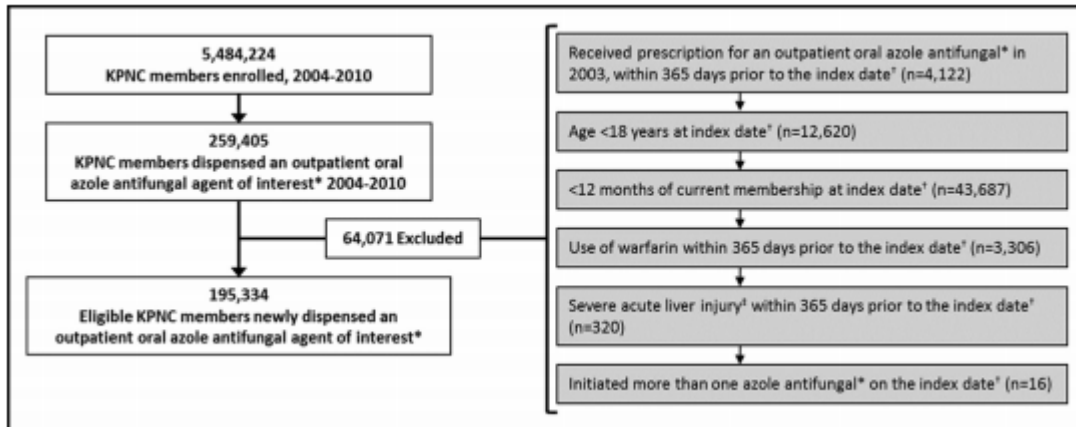 5,484,224
KPNC members enrolled, 2004-2010
259,405
KPNC members dispensed an outpatient oral
azole antifungal agent of interest* 2004-2010
64,071 Excluded
195,334
Eligible KPNC members newly dispensed an
outpatient oral azole antifungal agent of interest*
Received prescription for an outpatient oral azole antifungal* in
2003, within 365 days prior to the index date† (n=4,122)
Age <18 years at index date† (n=12,620)
<12 months of current membership at index date† (n=43,687)
Use of warfarin within 365 days prior to the index date† (n=3,306)
Severe acute liver injury‡ within 365 days prior to the index date†
(n=320)
Initiated more than one azole antifungal* on the index date† (n=16)